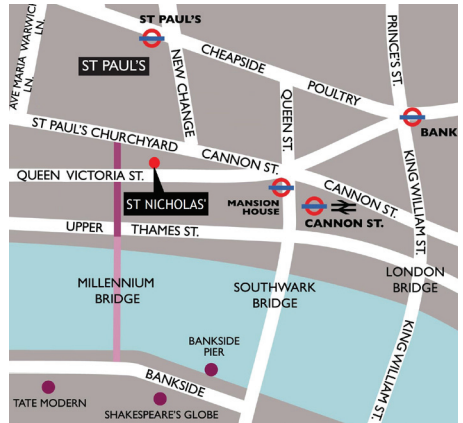 AVE MARIA WARWICK
LN.
LN.
ST PAUL'S
ST PAUL'S
NEW CHANGE
CHEAPSIDE
POULTRY
PRINCE'S ST.
QUEEN ST.
BANK
ST PAUL'S CHURCHYARD
CANNON ST.
QUEEN VICTORIA ST.
ST NICHOLAS'
MANSION
HOUSE
CANNON ST.
CANNON ST.
KING WILLIAM ST.
UPPER THAMES ST.
MILLENNIUM
BRIDGE
SOUTHWARK
BRIDGE
LONDON
BRIDGE
KING WILLIAM ST.
BANKSIDE
PIER
BANKSIDE
TATE MODERN
SHAKESPEARE'S GLOBE